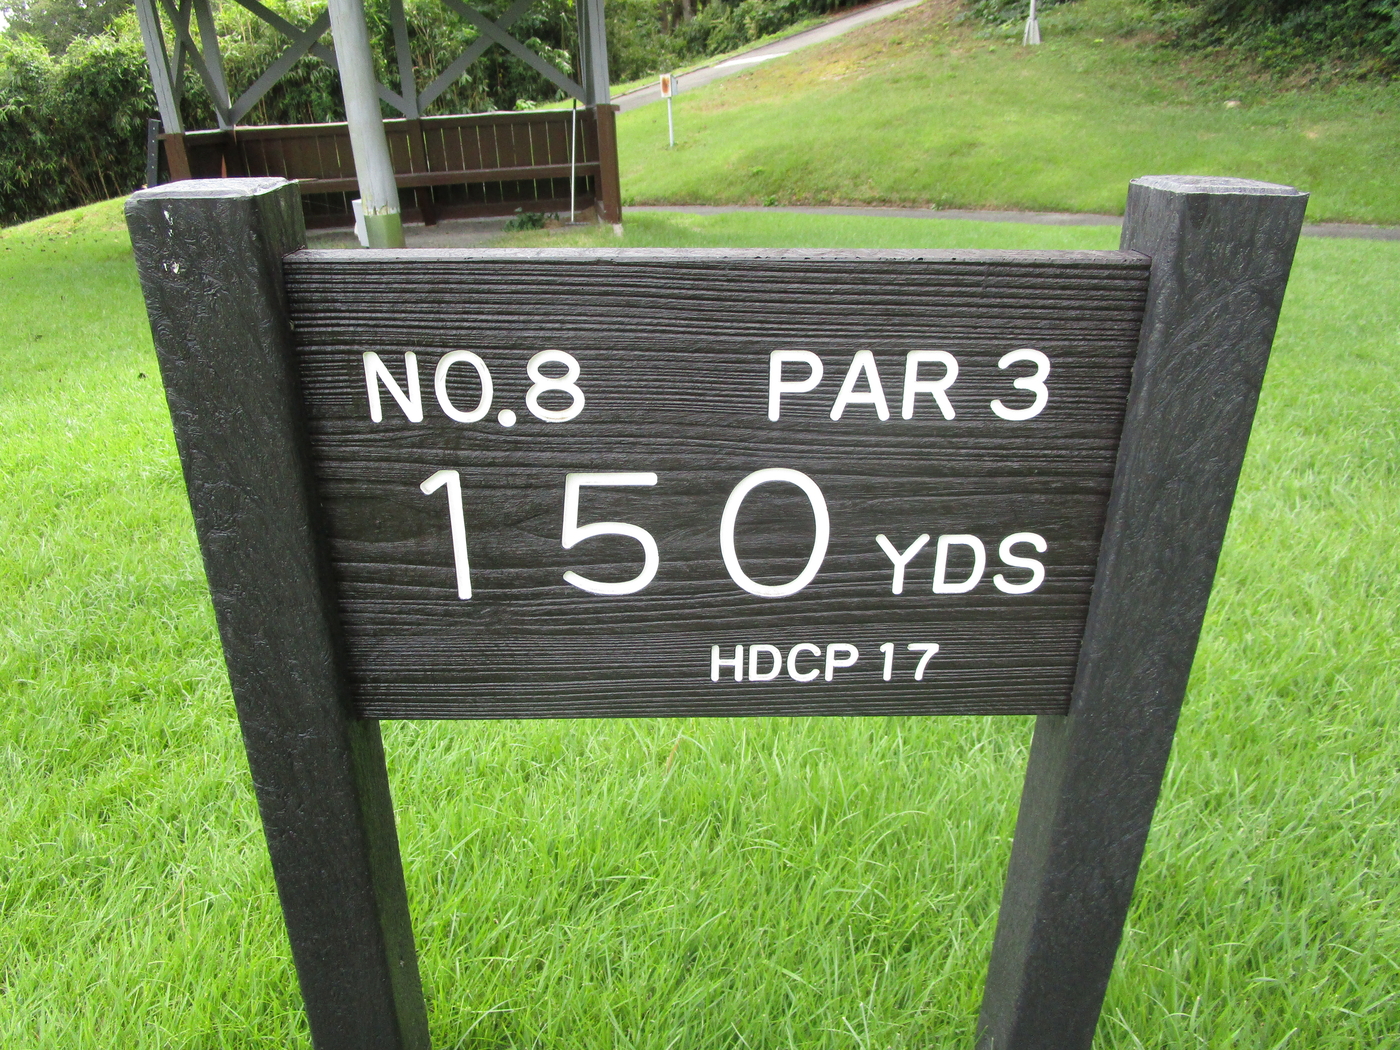 NO.8 PAR 3
150 YDS
HDCP 17